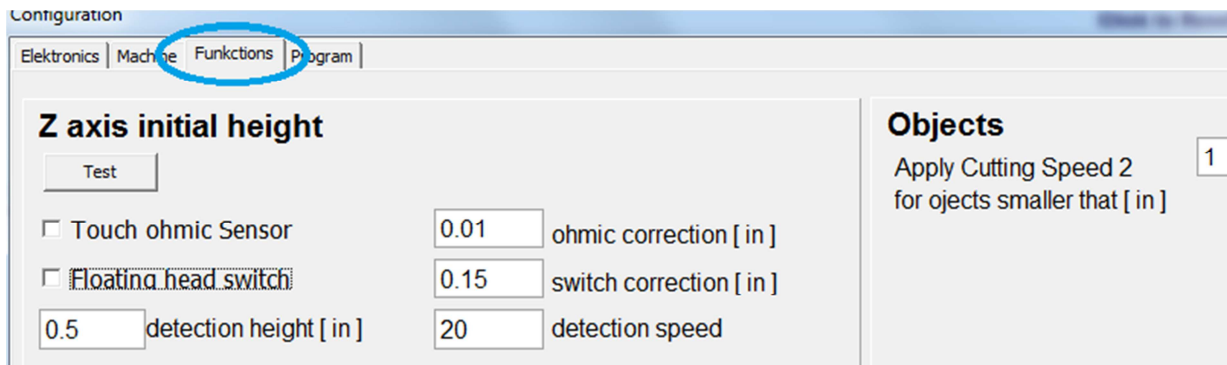 Configuration
Elektronics Machine Funkctions Program
Z axis initial height
Test
Touch ohmic Sensor 0.01 ohmic correction [ in ]
Floating head switch 0.15 switch correction [ in ]
0.5 detection height [ in ] 20 detection speed
Objects
Apply Cutting Speed 2 1
for ojects smaller that [ in ]